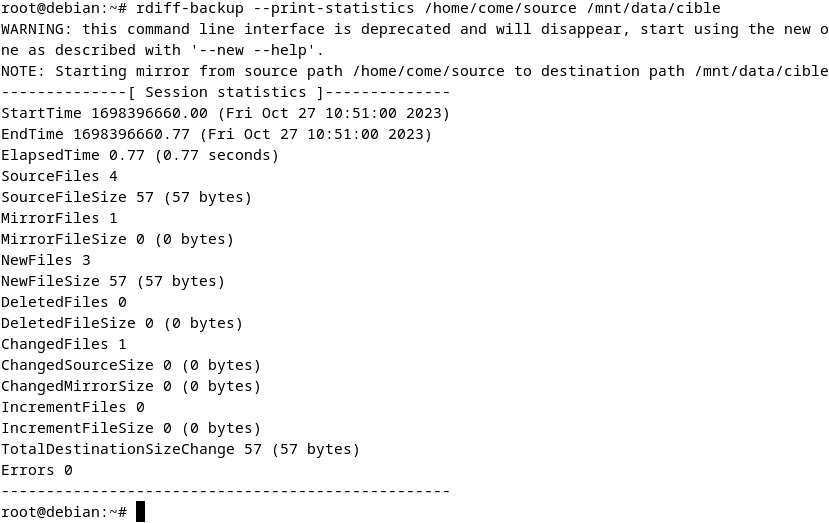 root@debian:~# rdiff-backup --print-statistics /home/come/source /mnt/data/cible
WARNING: this command line interface is deprecated and will disappear, start using the new o
ne as described with '--new --help'.
NOTE: Starting mirror from source path /home/come/source to destination path /mnt/data/cible
--------------[ Session statistics ]--------------
StartTime 1698396660.00 (Fri Oct 27 10:51:00 2023)
EndTime 1698396660.77 (Fri Oct 27 10:51:00 2023)
ElapsedTime 0.77 (0.77 seconds)
SourceFiles 4
SourceFileSize 57 (57 bytes)
MirrorFiles 1
MirrorFileSize 0 (0 bytes)
NewFiles 3
NewFileSize 57 (57 bytes)
DeletedFiles 0
DeletedFileSize 0 (0 bytes)
ChangedFiles 1
ChangedSourceSize 0 (0 bytes)
ChangedMirrorSize 0 (0 bytes)
IncrementFiles 0
IncrementFileSize 0 (0 bytes)
TotalDestinationSizeChange 57 (57 bytes)
Errors 0
--------------------------------------------------
root@debian:~#